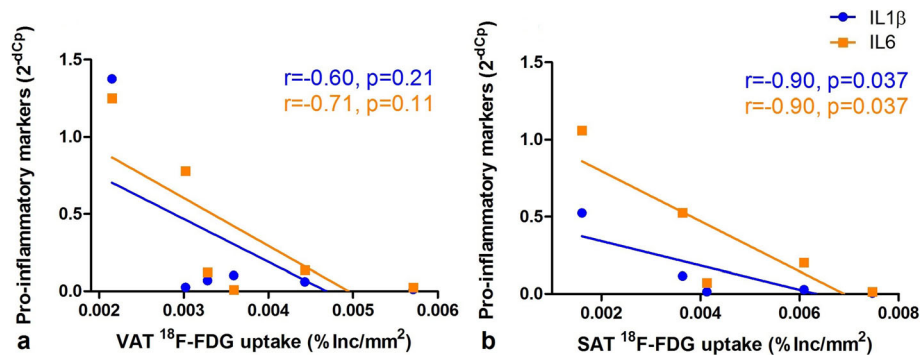 IL1β
IL6
Pro-inflammatory markers (2^-dCp)
1.5
1.0
0.5
0.0
r=-0.60, p=0.21
r=-0.71, p=0.11
0.002 0.003 0.004 0.005 0.006
a VAT ¹⁸F-FDG uptake (% Inc/mm²)
Pro-inflammatory markers (2^-dCp)
1.5
1.0
0.5
0.0
r=-0.90, p=0.037
r=-0.90, p=0.037
0.002 0.004 0.006 0.008
b SAT ¹⁸F-FDG uptake (% Inc/mm²)